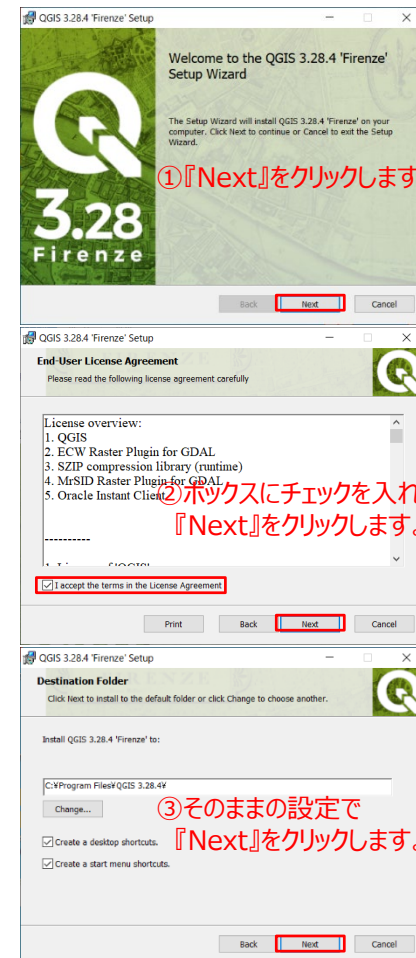 QGIS 3.28.4 'Firenze' Setup
Welcome to the QGIS 3.28.4 'Firenze'
Setup Wizard
The Setup Wizard will install QGIS 3.28.4 'Firenze' on your
computer. Click Next to continue or Cancel to exit the Setup
Wizard.
①『Next』をクリックします
3.28
Firenze
Back Next Cancel
QGIS 3.28.4 'Firenze' Setup
End-User License Agreement
Please read the following license agreement carefully
License overview:
1. QGIS
2. ECW Raster Plugin for GDAL
3. SZIP compression library (runtime)
4. MrSID Raster Plugin for GDAL
5. Oracle Instant Client
②ボックスにチェックを入れ
『Next』をクリックします。
----------
1. License of 'QGIS'
I accept the terms in the License Agreement
Print Back Next Cancel
QGIS 3.28.4 'Firenze' Setup
Destination Folder
Click Next to install to the default folder or click Change to choose another.
Install QGIS 3.28.4 'Firenze' to:
C:¥Program Files¥QGIS 3.28.4¥
Change...
③そのままの設定で
『Next』をクリックします。
Create a desktop shortcuts.
Create a start menu shortcuts.
Back Next Cancel